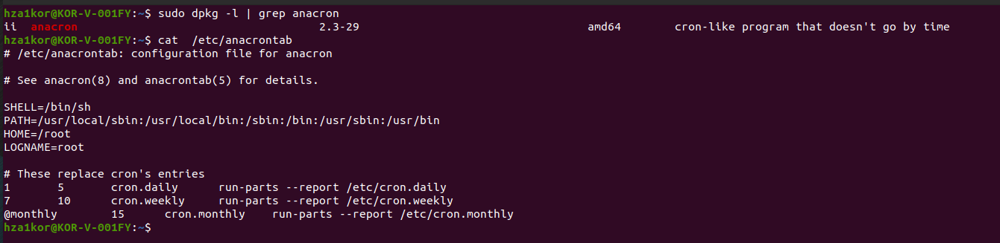 hza1kor@KOR-V-001FY:~$ sudo dpkg -l | grep anacron
ii  anacron                                    2.3-29                                  amd64        cron-like program that doesn't go by time
hza1kor@KOR-V-001FY:~$ cat  /etc/anacrontab
# /etc/anacrontab: configuration file for anacron

# See anacron(8) and anacrontab(5) for details.

SHELL=/bin/sh
PATH=/usr/local/sbin:/usr/local/bin:/sbin:/bin:/usr/sbin:/usr/bin
HOME=/root
LOGNAME=root

# These replace cron's entries
1       5       cron.daily      run-parts --report /etc/cron.daily
7       10      cron.weekly     run-parts --report /etc/cron.weekly
@monthly        15      cron.monthly    run-parts --report /etc/cron.monthly
hza1kor@KOR-V-001FY:~$